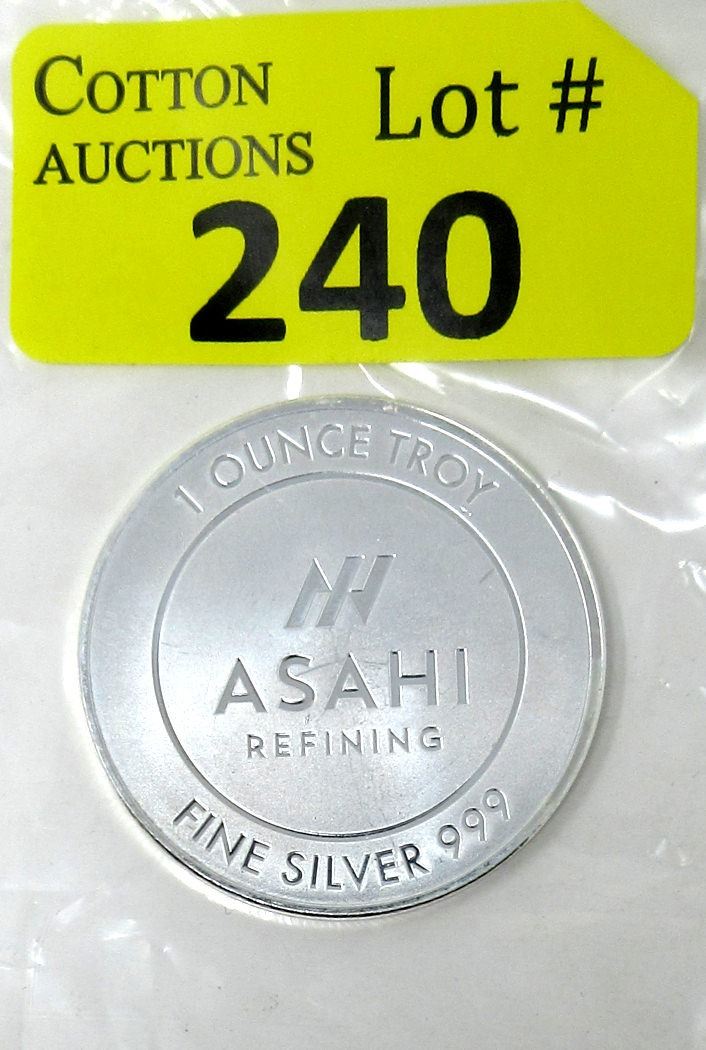 COTTON
AUCTIONS
Lot #
240
1 OUNCE TROY
ASAHI
REFINING
FINE SILVER 999